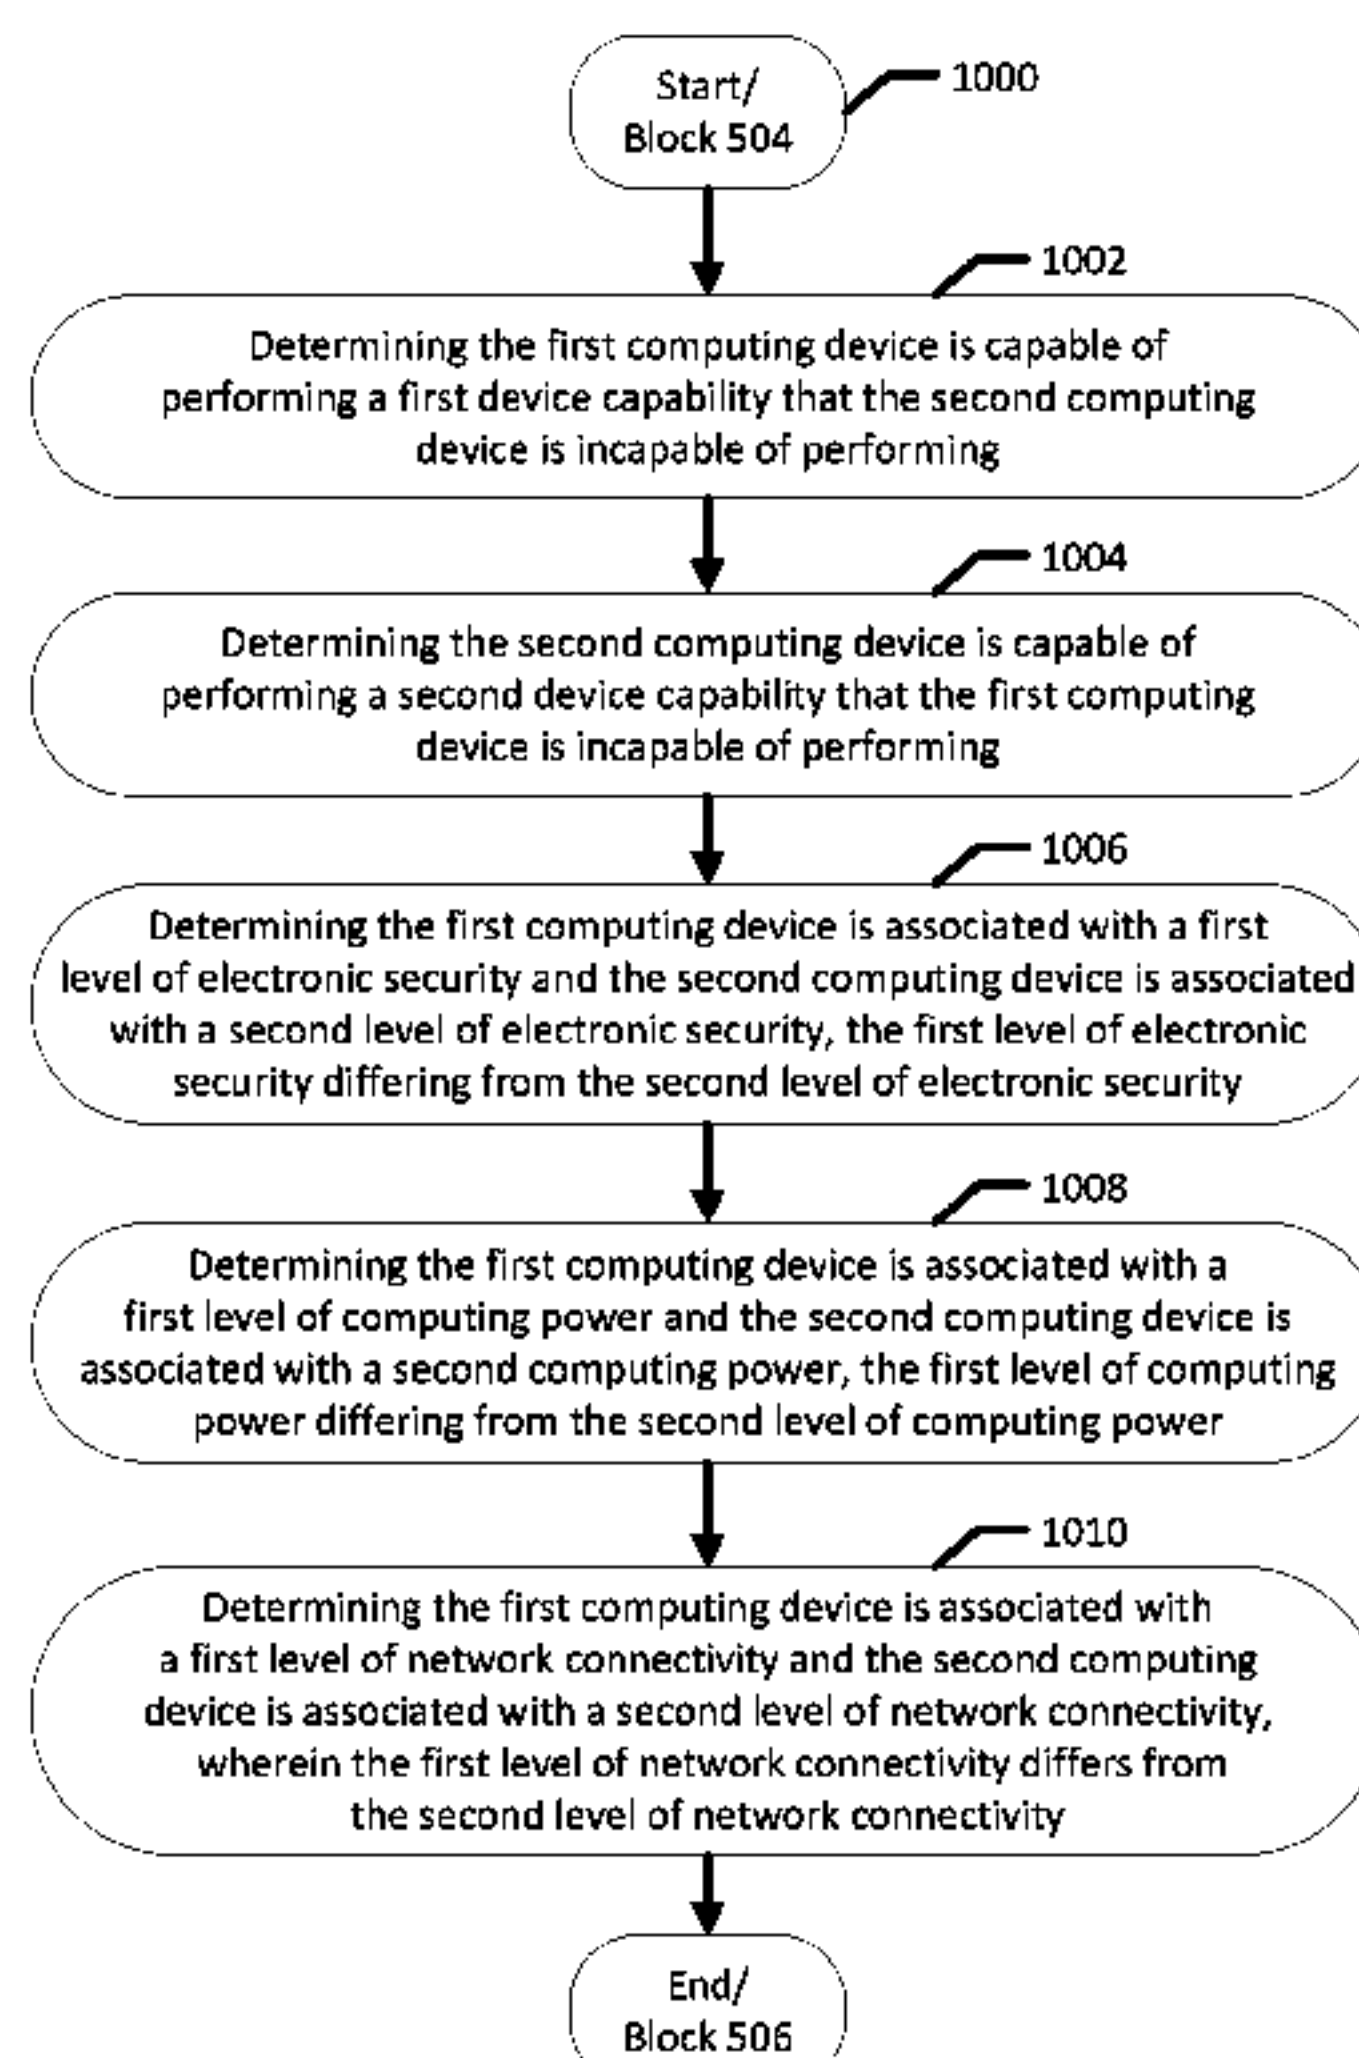 Start/
Block 504
1000
1002
Determining the first computing device is capable of
performing a first device capability that the second computing
device is incapable of performing
1004
Determining the second computing device is capable of
performing a second device capability that the first computing
device is incapable of performing
1006
Determining the first computing device is associated with a first
level of electronic security and the second computing device is associated
with a second level of electronic security, the first level of electronic
security differing from the second level of electronic security
1008
Determining the first computing device is associated with a
first level of computing power and the second computing device is
associated with a second computing power, the first level of computing
power differing from the second level of computing power
1010
Determining the first computing device is associated with
a first level of network connectivity and the second computing
device is associated with a second level of network connectivity,
wherein the first level of network connectivity differs from
the second level of network connectivity
End/
Block 506